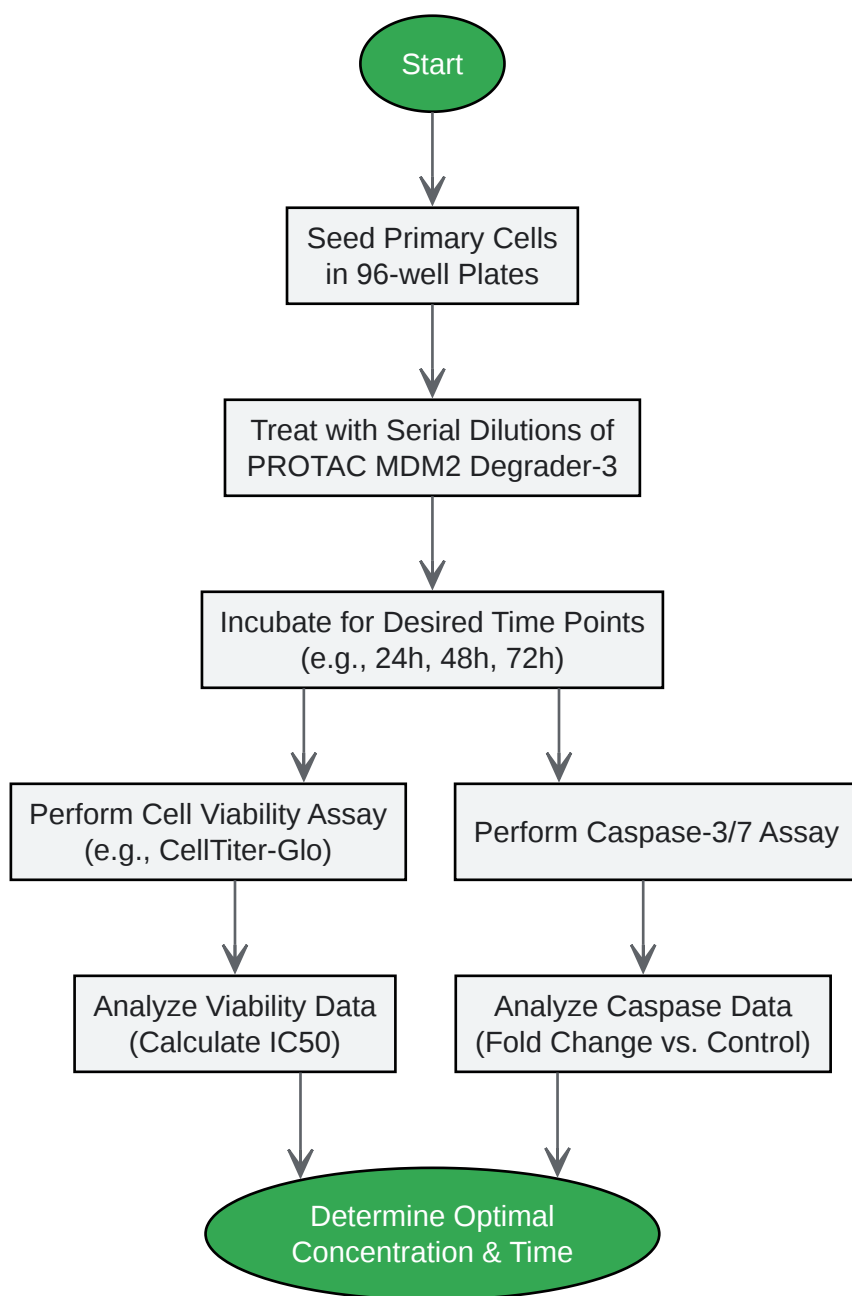 Start
Seed Primary Cells
in 96-well Plates
Treat with Serial Dilutions of
PROTAC MDM2 Degrader-3
Incubate for Desired Time Points
(e.g., 24h, 48h, 72h)
Perform Cell Viability Assay
(e.g., CellTiter-Glo)
Perform Caspase-3/7 Assay
Analyze Viability Data
(Calculate IC50)
Analyze Caspase Data
(Fold Change vs. Control)
Determine Optimal
Concentration & Time